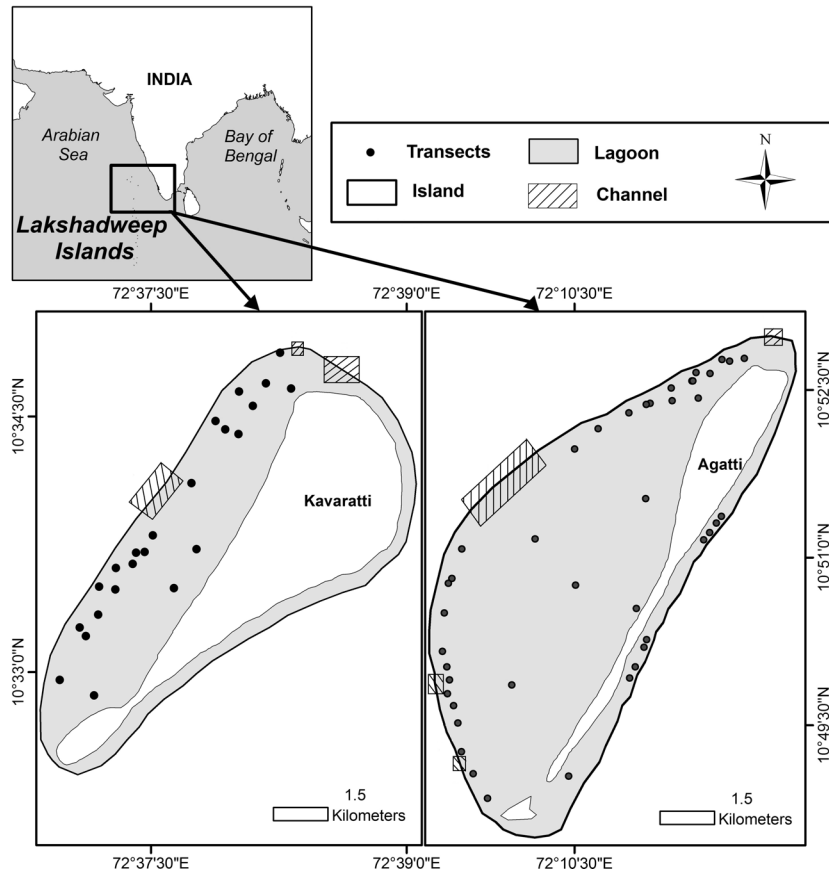 INDIA
Arabian
Sea
Bay of
Bengal
Lakshadweep
Islands
N
Transects
Lagoon
Island
Channel
72°37'30"E
72°39'0"E
72°10'30"E
10°34'30"N
10°33'0"N
Kavaratti
1.5
Kilometers
Agatti
10°52'30"N
10°51'0"N
10°49'30"N
1.5
Kilometers
72°37'30"E
72°39'0"E
72°10'30"E